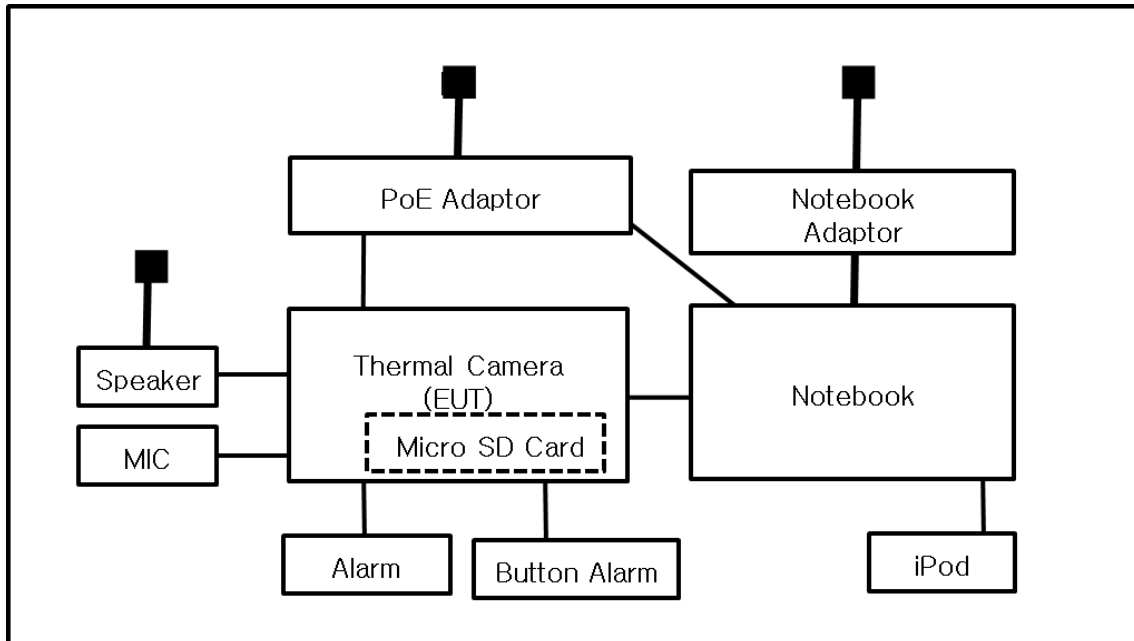 PoE Adaptor
Notebook
Adaptor
Speaker
Thermal Camera
(EUT)
Notebook
Micro SD Card
MIC
Alarm
Button Alarm
iPod